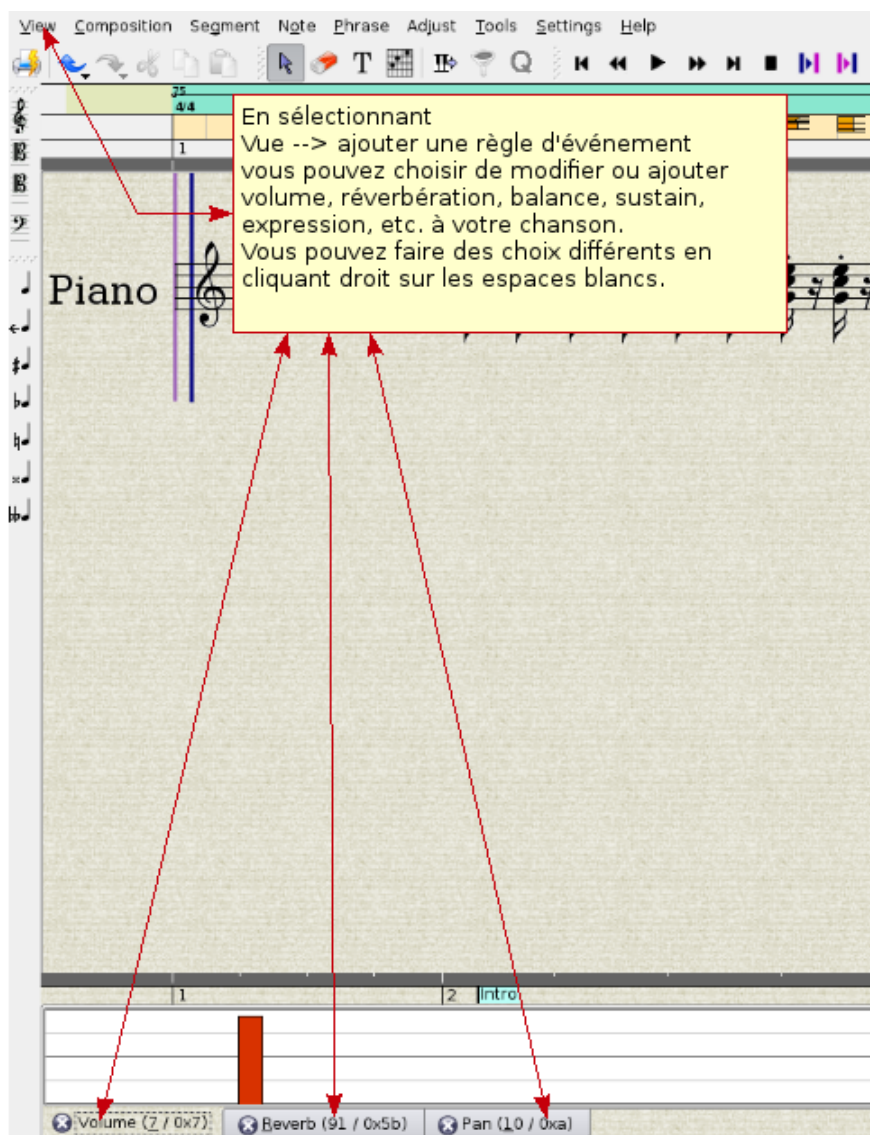 View Composition Segment Note Phrase Adjust Tools Settings Help
T Q
75
4/4
1
En sélectionnant
Vue --> ajouter une règle d'événement
vous pouvez choisir de modifier ou ajouter
volume, réverbération, balance, sustain,
expression, etc. à votre chanson.
Vous pouvez faire des choix différents en
cliquant droit sur les espaces blancs.
Piano
1 2 Intro
Volume (7 / 0x7) Reverb (91 / 0x5b) Pan (10 / 0xa)